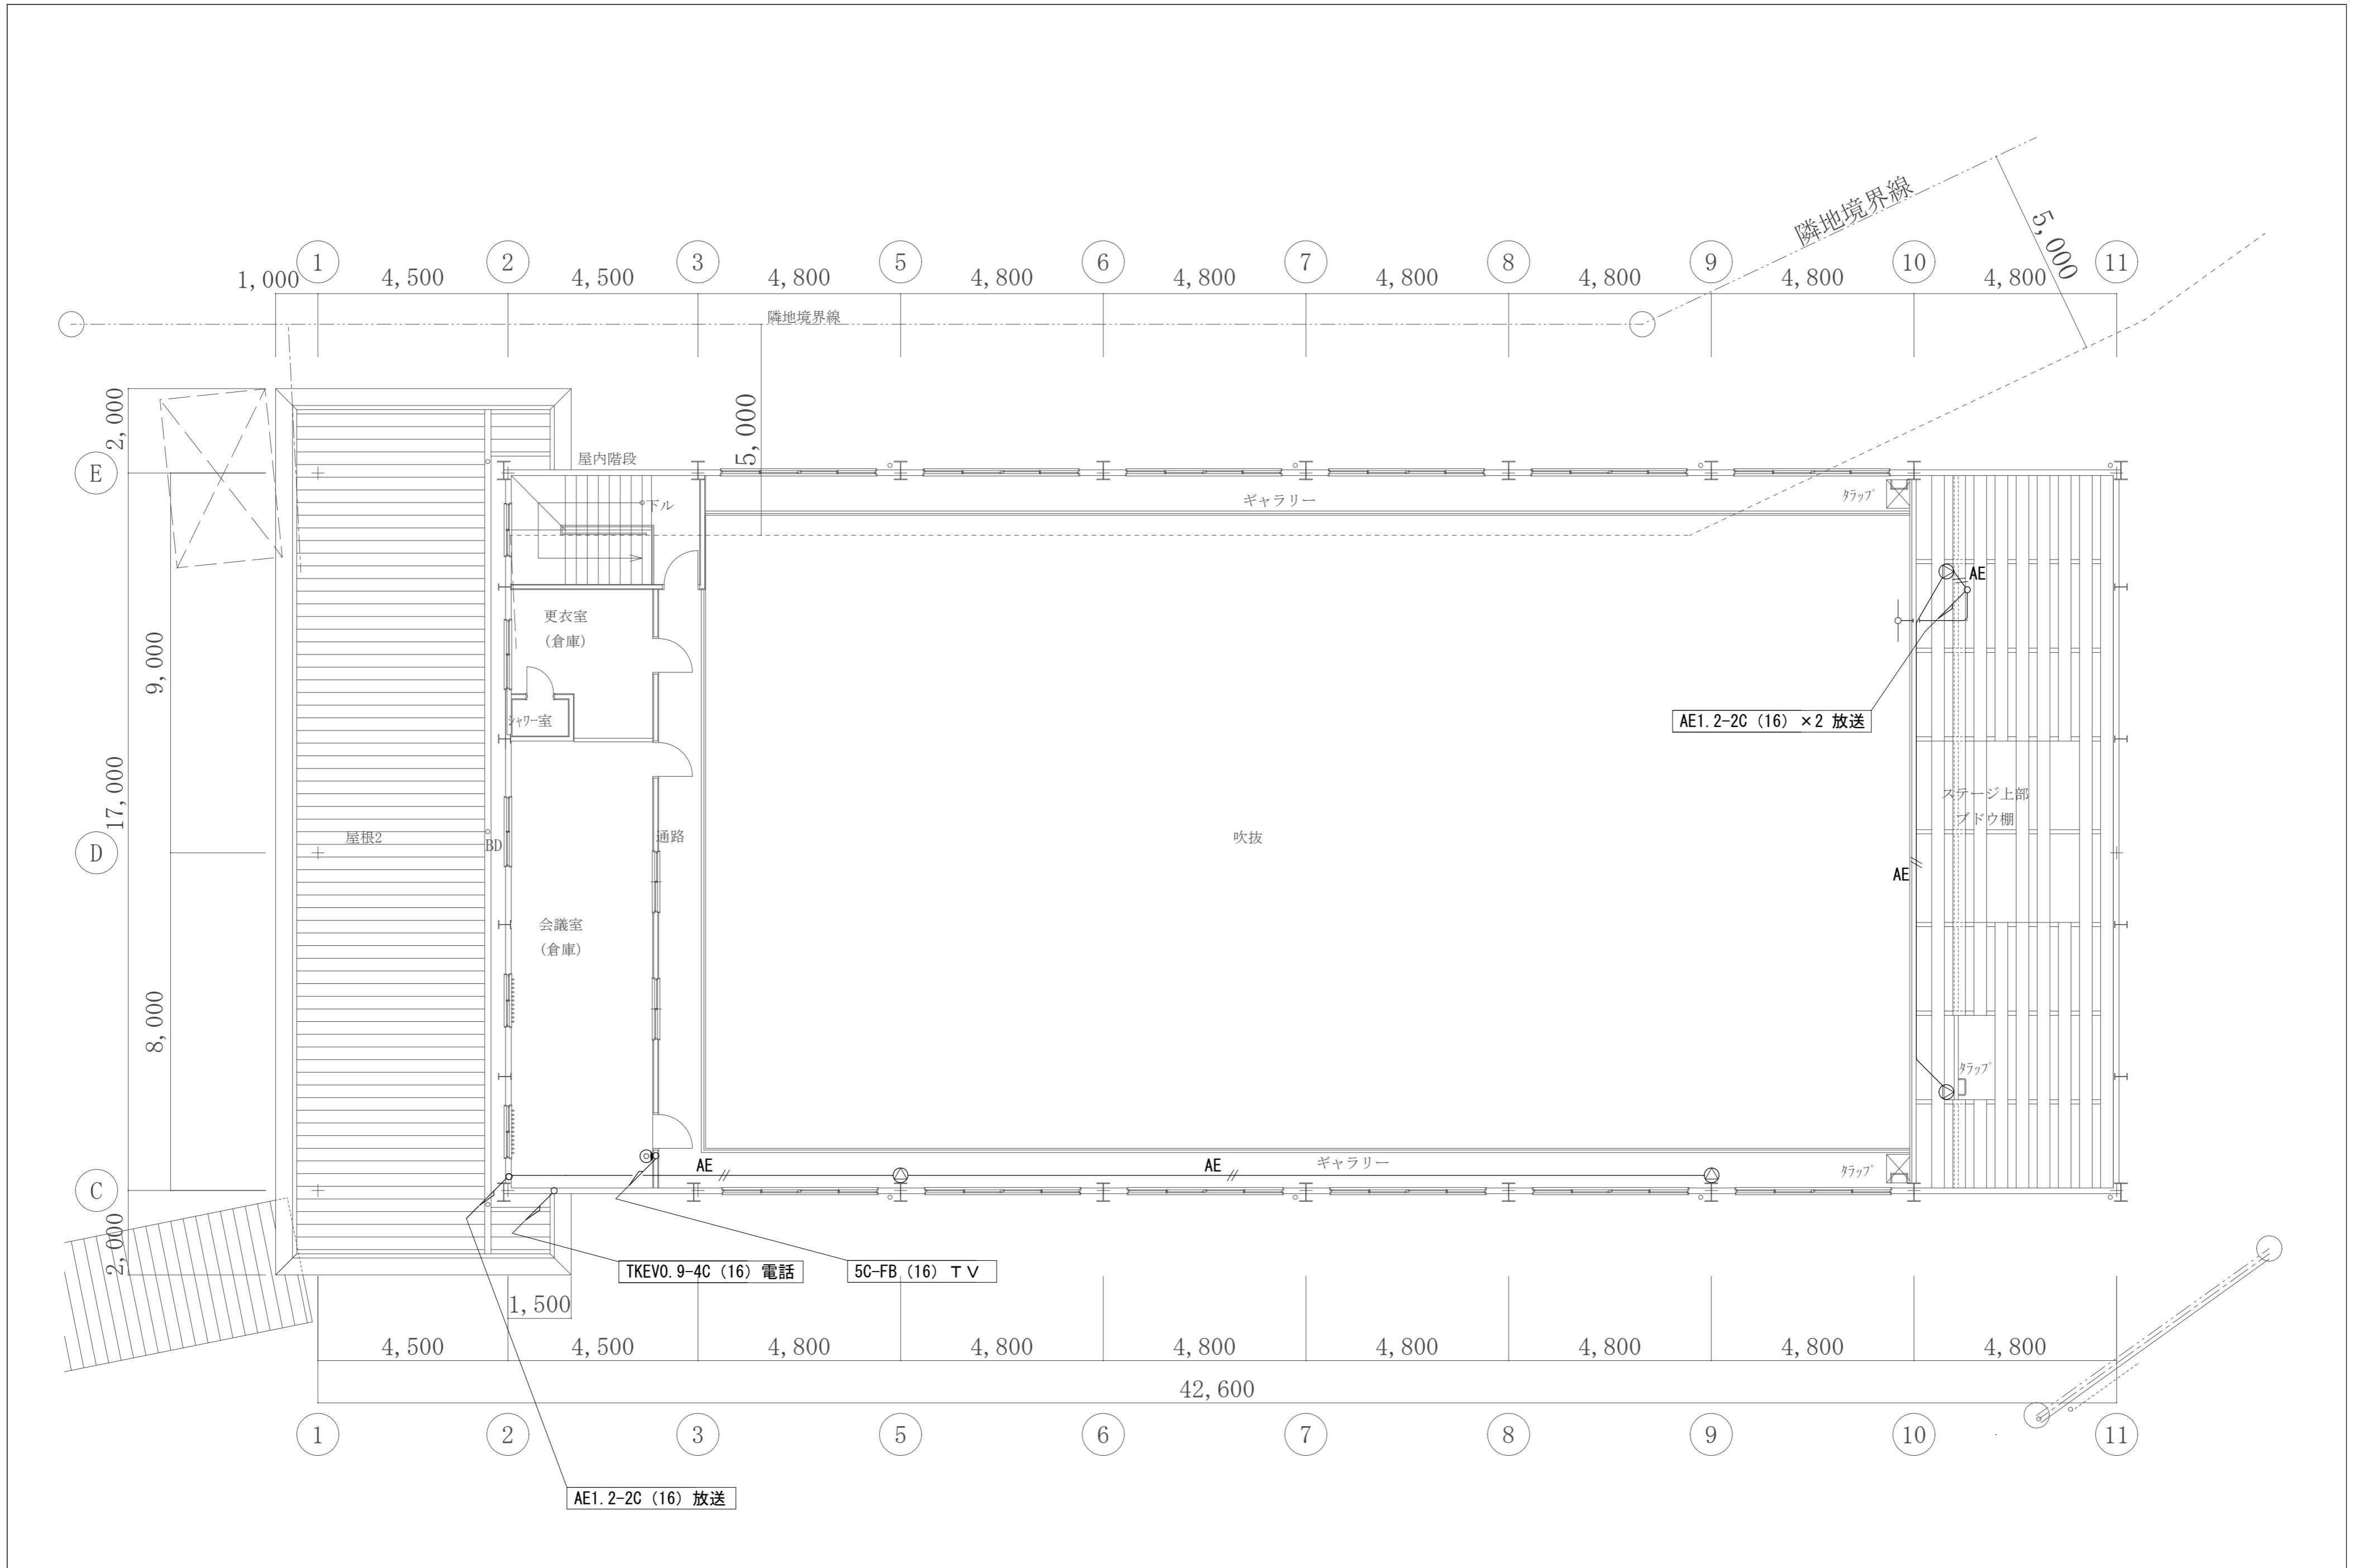 隣地境界線
5,000
1 2 3 5 6 7 8 9 10 11
1,000 4,500 4,500 4,800 4,800 4,800 4,800 4,800 4,800 4,800
隣地境界線
2,000
5,000
屋内階段
E
下ル
ギャラリー
タラップ
AE
更衣室
(倉庫)
9,000
シャワー室
AE1.2-2C (16) ×2 放送
17,000
ステージ上部
ブドウ棚
屋根2
BD
通路
吹抜
D
AE
会議室
(倉庫)
8,000
タラップ
AE
AE
ギャラリー
タラップ
C
2,000
TKEV0.9-4C (16) 電話
5C-FB (16) TV
1,500
4,500 4,500 4,800 4,800 4,800 4,800 4,800 4,800 4,800
42,600
1 2 3 5 6 7 8 9 10 11
AE1.2-2C (16) 放送